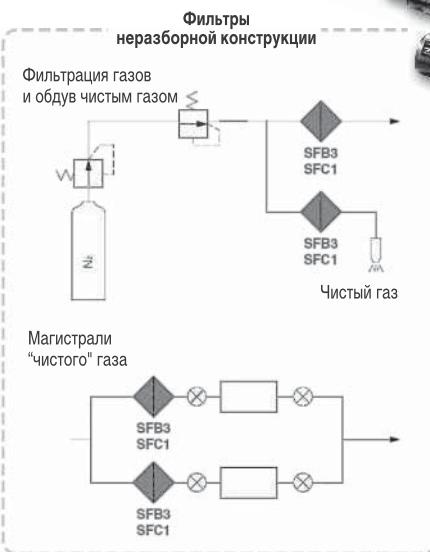 Фильтры
неразборной конструкции
Фильтрация газов
и обдув чистым газом
SFB3
SFC1
SFB3
SFC1
N₂
Чистый газ
Магистрали
“чистого" газа
SFB3
SFC1
SFB3
SFC1